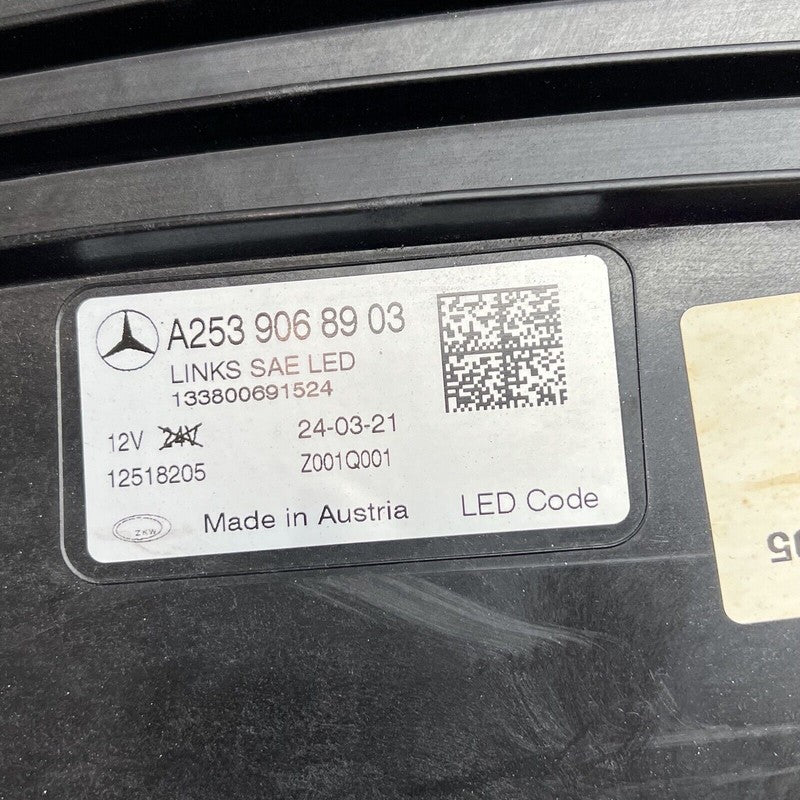 A253 906 89 03
LINKS SAE LED
133800691524
12V 24V 24-03-21
12518205 Z001Q001
ZKW Made in Austria LED Code